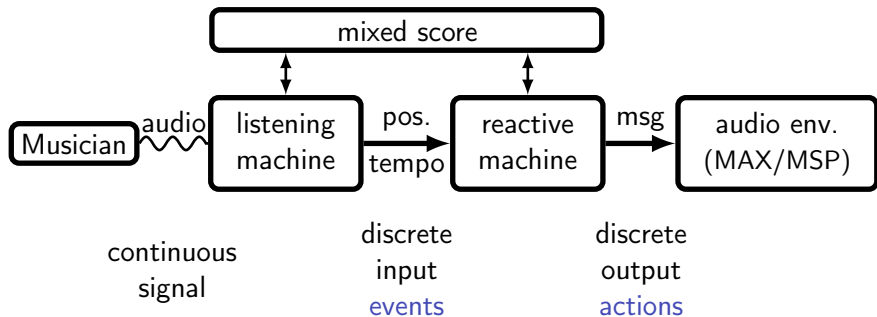 mixed score
Musician
audio
listening
machine
pos.
tempo
reactive
machine
msg
audio env.
(MAX/MSP)
continuous
signal
discrete
input
events
discrete
output
actions